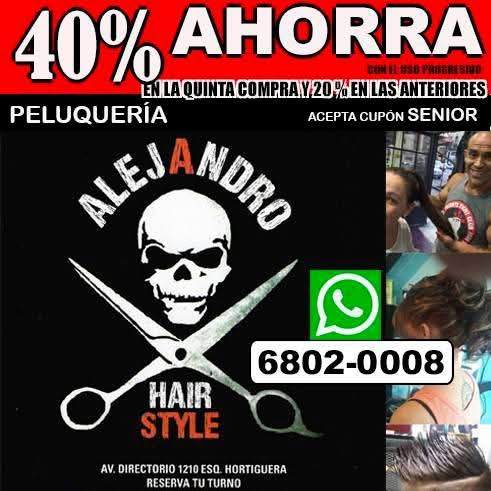 40% AHORRA
CON EL USO PROGRESIVO
EN LA QUINTA COMPRA Y 20% EN LAS ANTERIORES
PELUQUERÍA
ACEPTA CUPÓN SENIOR
ALEJANDRO
6802-0008
HAIR
STYLE
AV. DIRECTORIO 1210 ESQ. HORTIGUERA
RESERVA TU TURNO